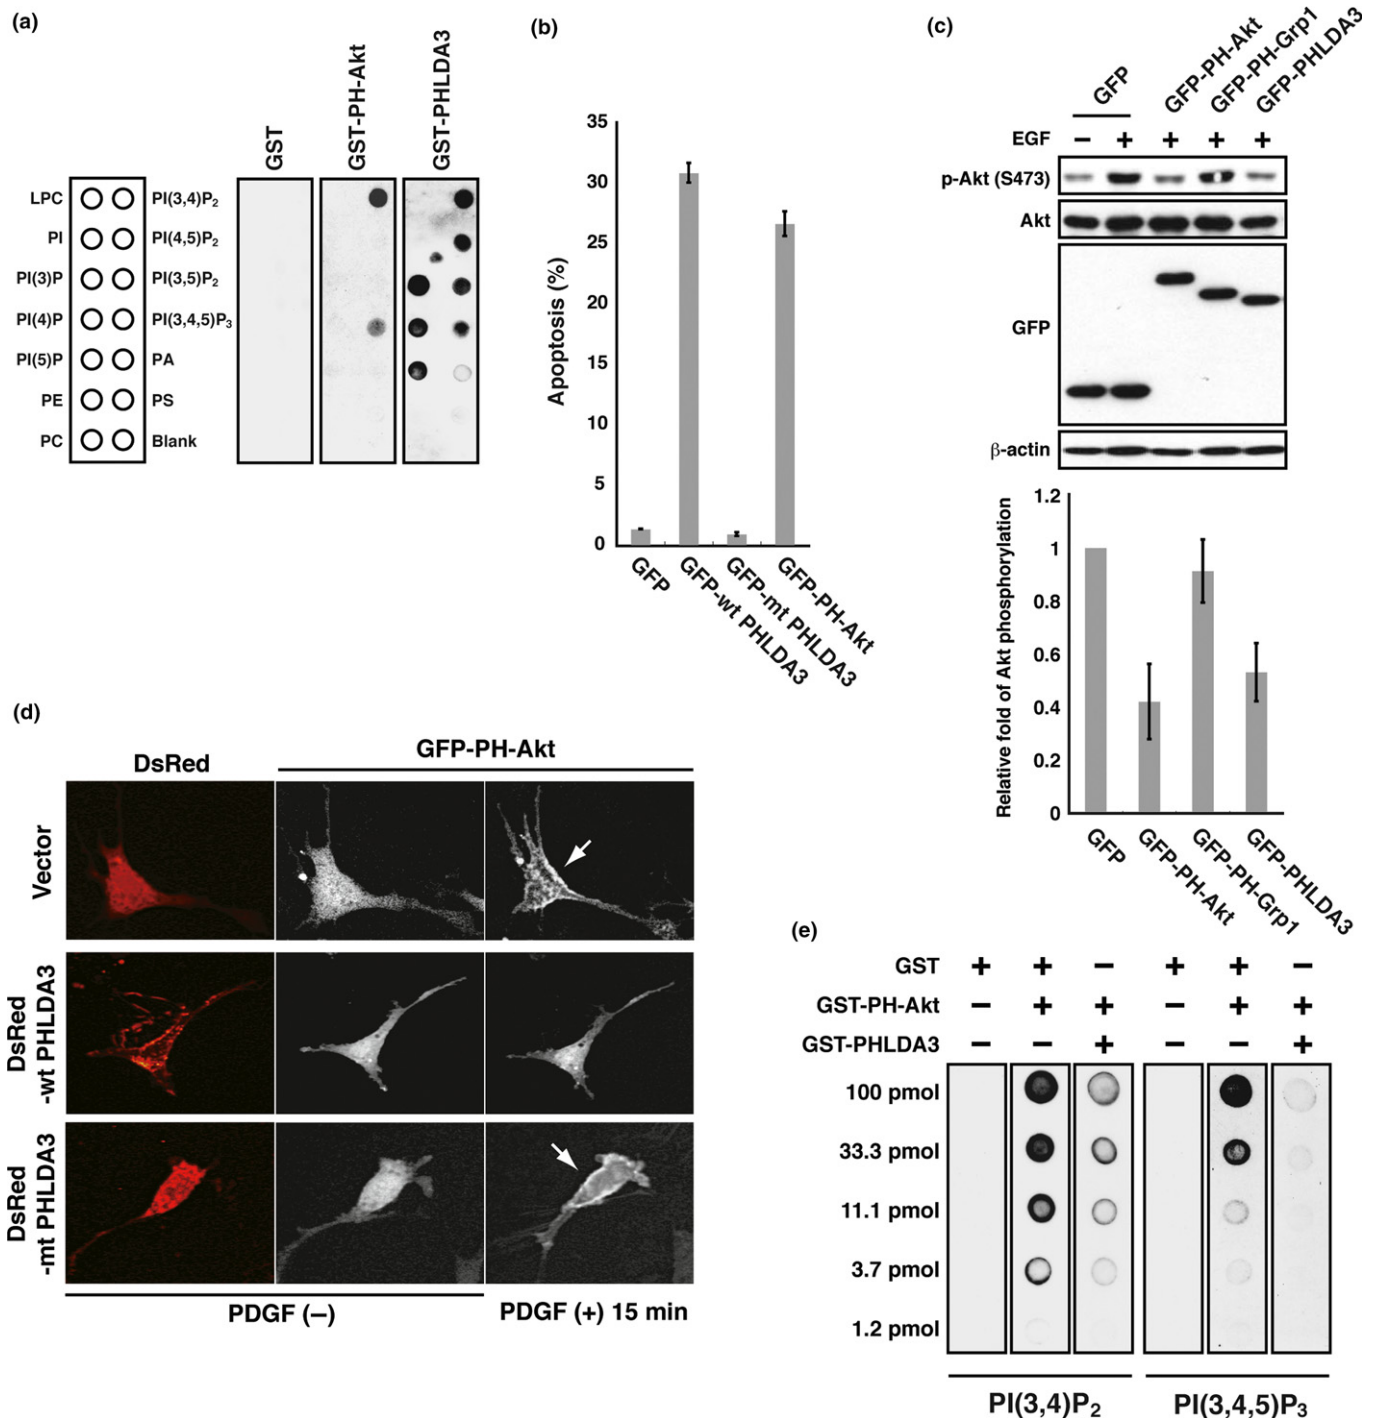 (a)
GST
GST-PH-Akt
GST-PHLDA3
LPC PI(3,4)P2
PI PI(4,5)P2
PI(3)P PI(3,5)P2
PI(4)P PI(3,4,5)P3
PI(5)P PA
PE PS
PC Blank
(b)
Apoptosis (%)
35
30
25
20
15
10
5
0
GFP
GFP-wt PHLDA3
GFP-mt PHLDA3
GFP-PH-Akt
(c)
GFP
GFP-PH-Akt
GFP-PH-Grp1
GFP-PHLDA3
EGF − + + + +
p-Akt (S473)
Akt
GFP
β-actin
Relative fold of Akt phosphorylation
1.2
1
0.8
0.6
0.4
0.2
0
GFP
GFP-PH-Akt
GFP-PH-Grp1
GFP-PHLDA3
(d)
DsRed
GFP-PH-Akt
Vector
DsRed
-wt PHLDA3
DsRed
-mt PHLDA3
PDGF (−)
PDGF (+) 15 min
(e)
GST + + − + + −
GST-PH-Akt − + + − + +
GST-PHLDA3 − − + − − +
100 pmol
33.3 pmol
11.1 pmol
3.7 pmol
1.2 pmol
PI(3,4)P2
PI(3,4,5)P3